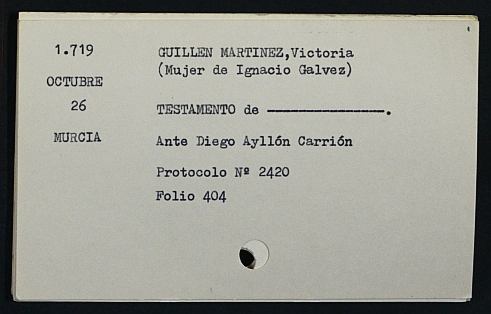 1.719 GUILLEN MARTINEZ,Victoria
(Mujer de Ignacio Galvez)
OCTUBRE
26 TESTAMENTO de ----------------.
MURCIA Ante Diego Ayllón Carrión
Protocolo Nº 2420
Folio 404